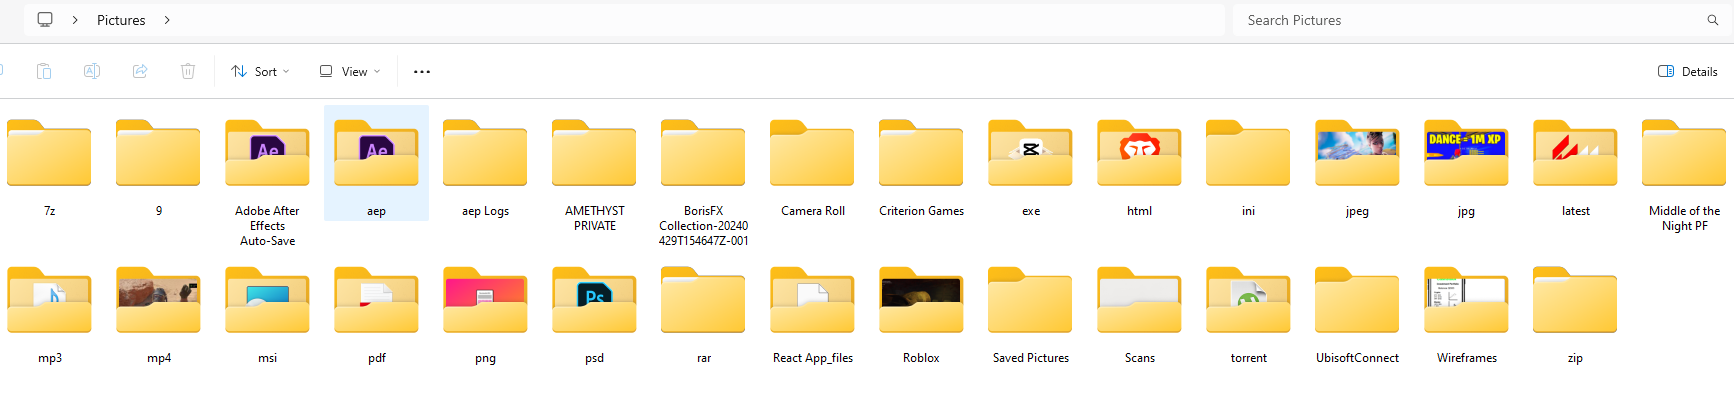 Pictures
Search Pictures
Sort
View
Details
Ae
Ae
DANCE = 1M XP
7z
9
Adobe After
Effects
Auto-Save
aep
aep Logs
AMETHYST
PRIVATE
BorisFX
Collection-20240
429T154647Z-001
Camera Roll
Criterion Games
exe
html
ini
jpeg
jpg
latest
Middle of the
Night PF
Ps
mp3
mp4
msi
pdf
png
psd
rar
React App_files
Roblox
Saved Pictures
Scans
torrent
UbisoftConnect
Wireframes
zip